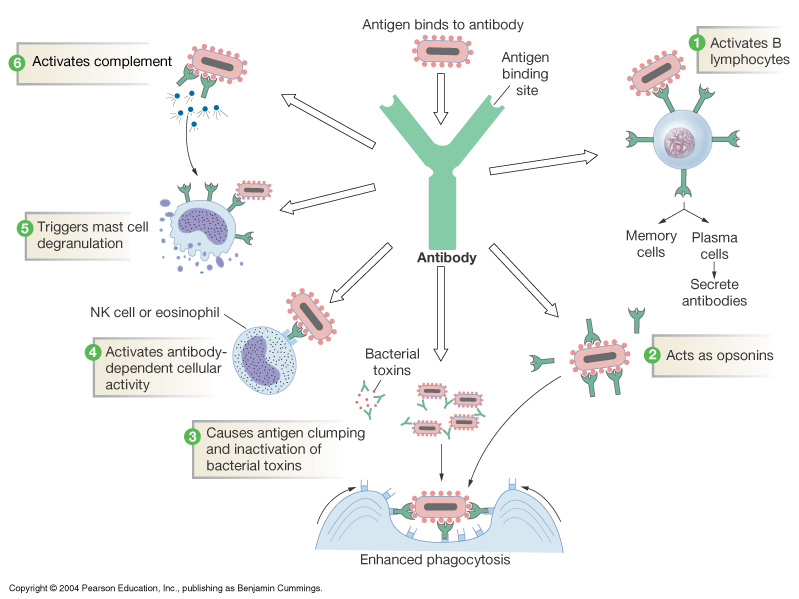 Antigen binds to antibody
Antigen
binding
site
Antibody
1 Activates B
lymphocytes
Memory
cells
Plasma
cells
Secrete
antibodies
2 Acts as opsonins
Bacterial
toxins
3 Causes antigen clumping
and inactivation of
bacterial toxins
Enhanced phagocytosis
NK cell or eosinophil
4 Activates antibody-
dependent cellular
activity
5 Triggers mast cell
degranulation
6 Activates complement
Copyright © 2004 Pearson Education, Inc., publishing as Benjamin Cummings.